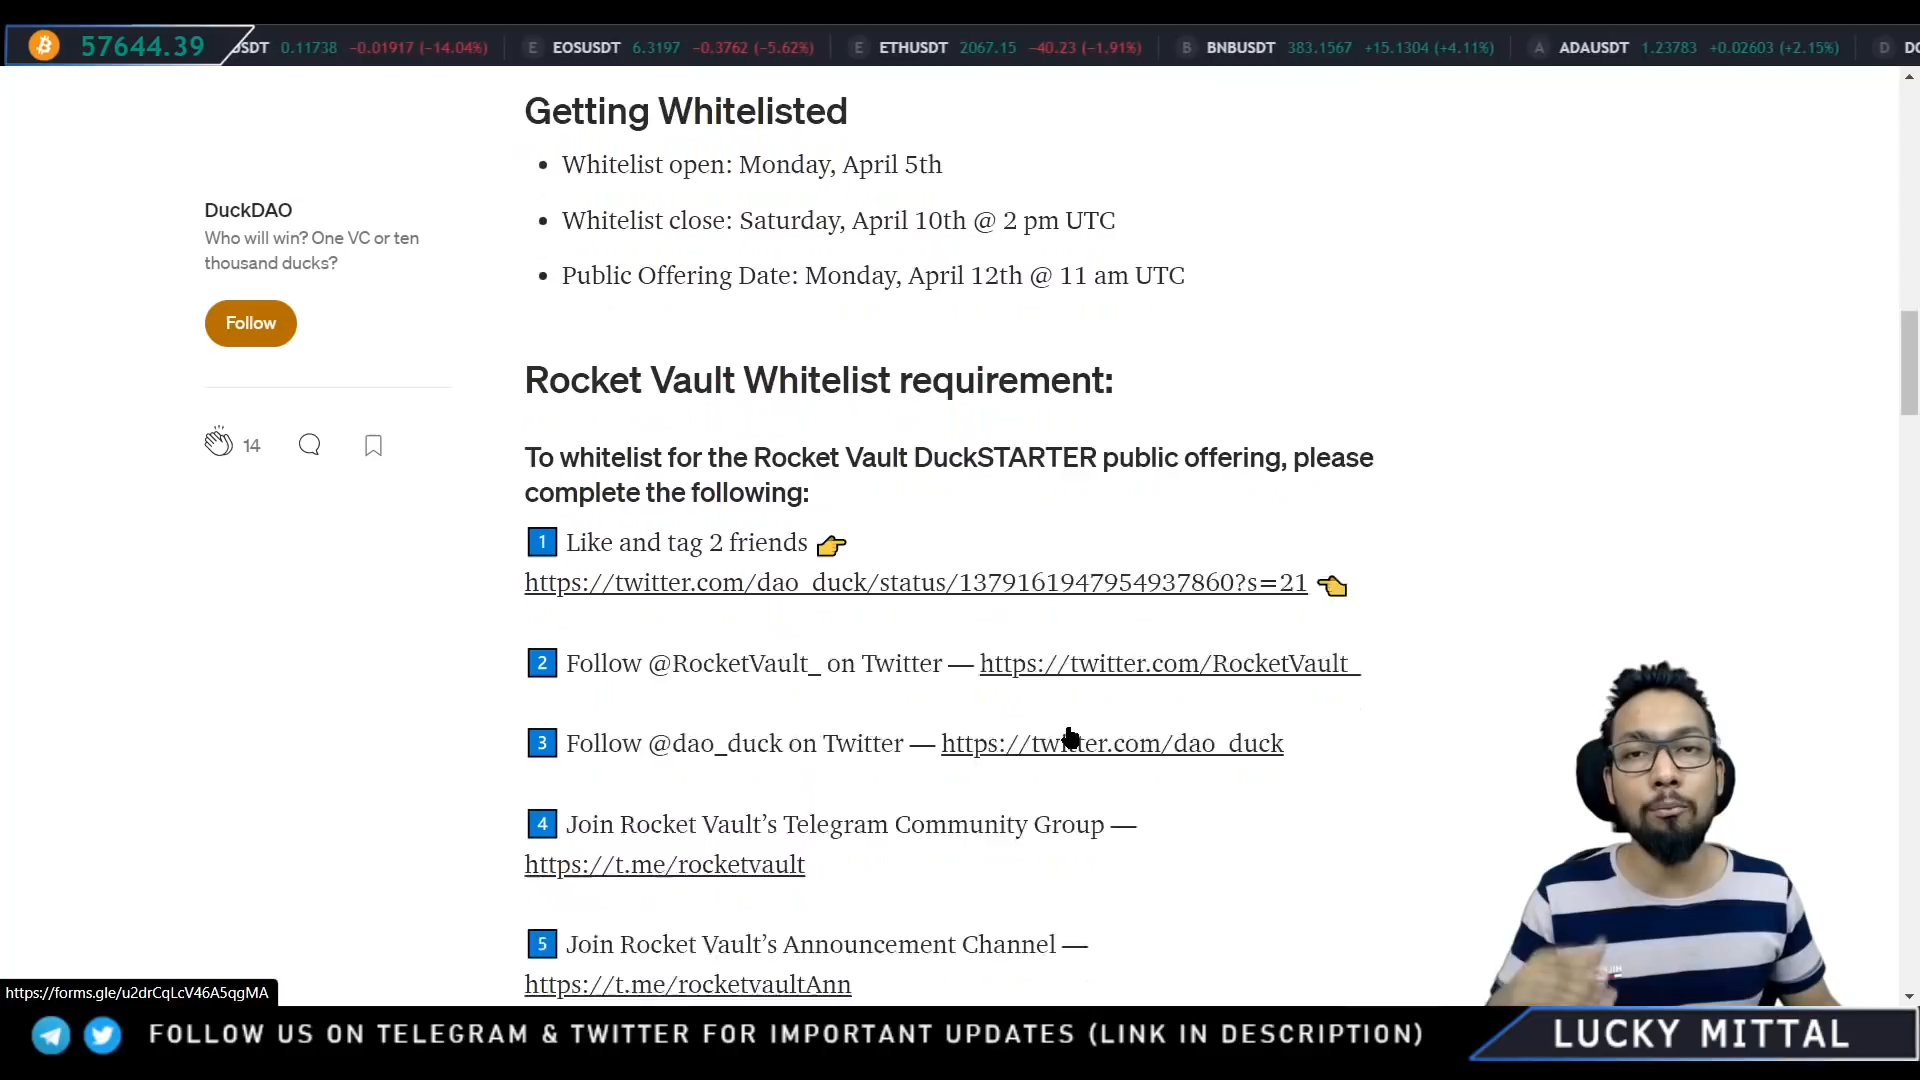 57644.39
SDT 0.11738 −0.01917 (−14.04%)
E EOSUSDT 6.3197 −0.3762 (−5.62%)
E ETHUSDT 2067.15 −40.23 (−1.91%)
B BNBUSDT 383.1567 +15.1304 (+4.11%)
A ADAUSDT 1.23783 +0.02603 (+2.15%)
D DO
Getting Whitelisted
• Whitelist open: Monday, April 5th
• Whitelist close: Saturday, April 10th @ 2 pm UTC
• Public Offering Date: Monday, April 12th @ 11 am UTC
DuckDAO
Who will win? One VC or ten
thousand ducks?
Follow
14
Rocket Vault Whitelist requirement:
To whitelist for the Rocket Vault DuckSTARTER public offering, please
complete the following:
1 Like and tag 2 friends 👉
https://twitter.com/dao_duck/status/1379161947954937860?s=21 👈
2 Follow @RocketVault_ on Twitter — https://twitter.com/RocketVault_
3 Follow @dao_duck on Twitter — https://twitter.com/dao_duck
4 Join Rocket Vault’s Telegram Community Group —
https://t.me/rocketvault
5 Join Rocket Vault’s Announcement Channel —
https://t.me/rocketvaultAnn
https://forms.gle/u2drCqLcV46A5qgMA
FOLLOW US ON TELEGRAM & TWITTER FOR IMPORTANT UPDATES (LINK IN DESCRIPTION)
LUCKY MITTAL